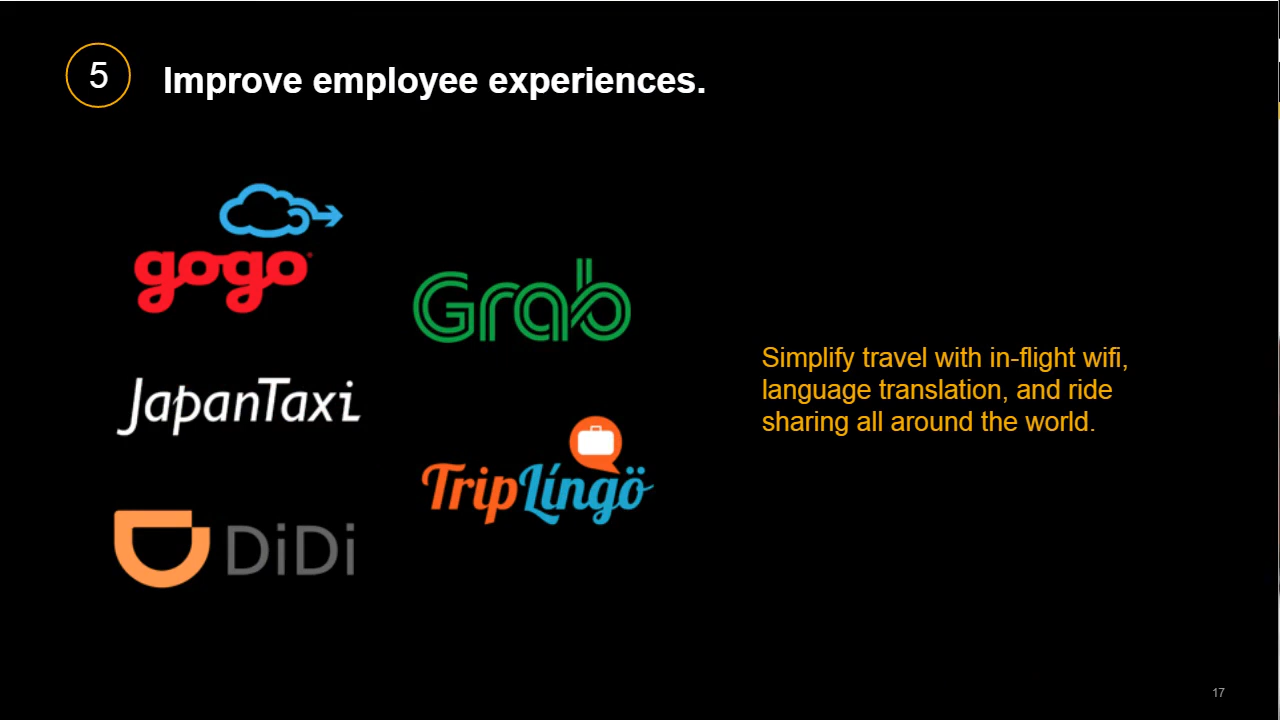 5
Improve employee experiences.
gogo
Grab
JapanTaxi
TripLíngö
DiDi
Simplify travel with in-flight wifi,
language translation, and ride
sharing all around the world.
17